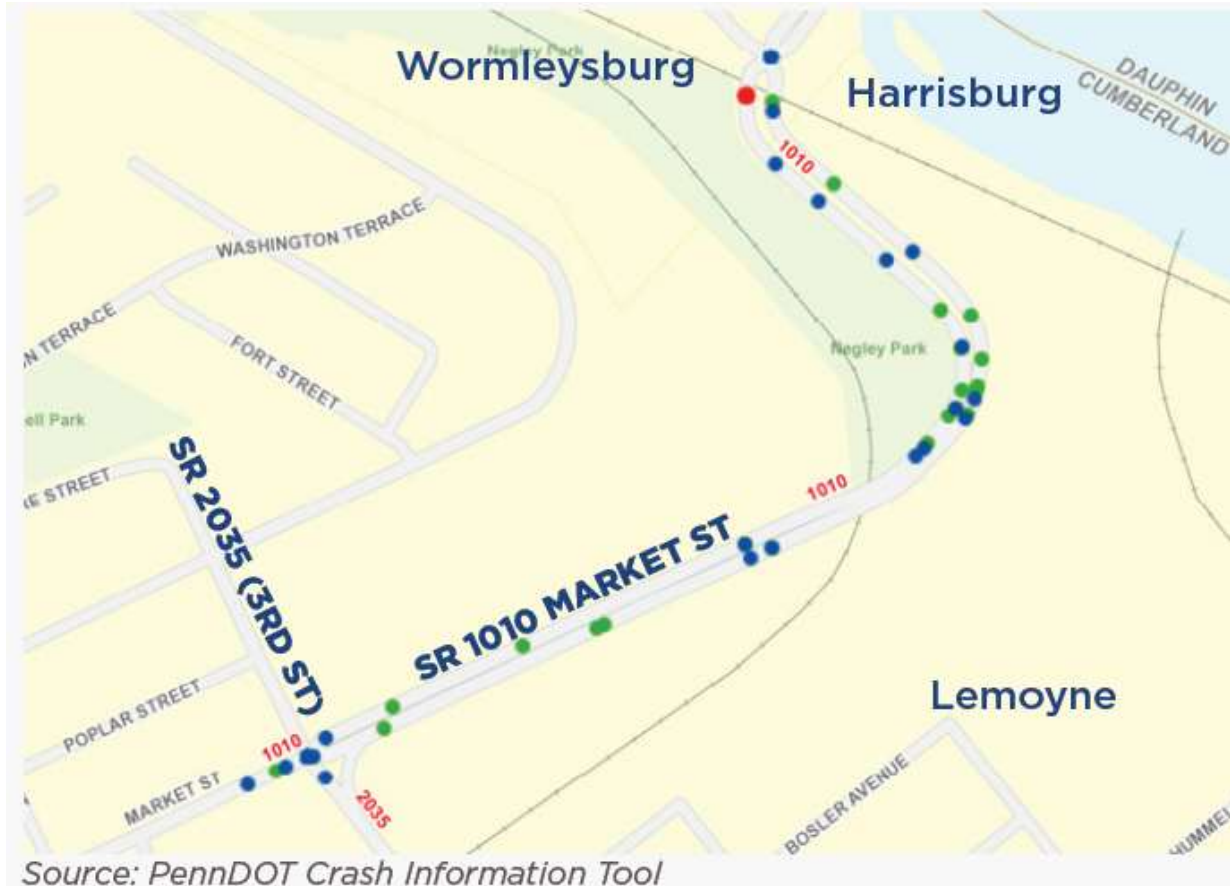 Negley Park
Wormleysburg
Harrisburg
DAUPHIN
CUMBERLAND
1010
WASHINGTON TERRACE
TERRACE
FORT STREET
Negley Park
Park
STREET
SR 2035 (3RD ST)
1010
SR 1010 MARKET ST
Lemoyne
POPLAR STREET
1010
MARKET ST
2035
BOSLER AVENUE
HUMMEL
Source: PennDOT Crash Information Tool